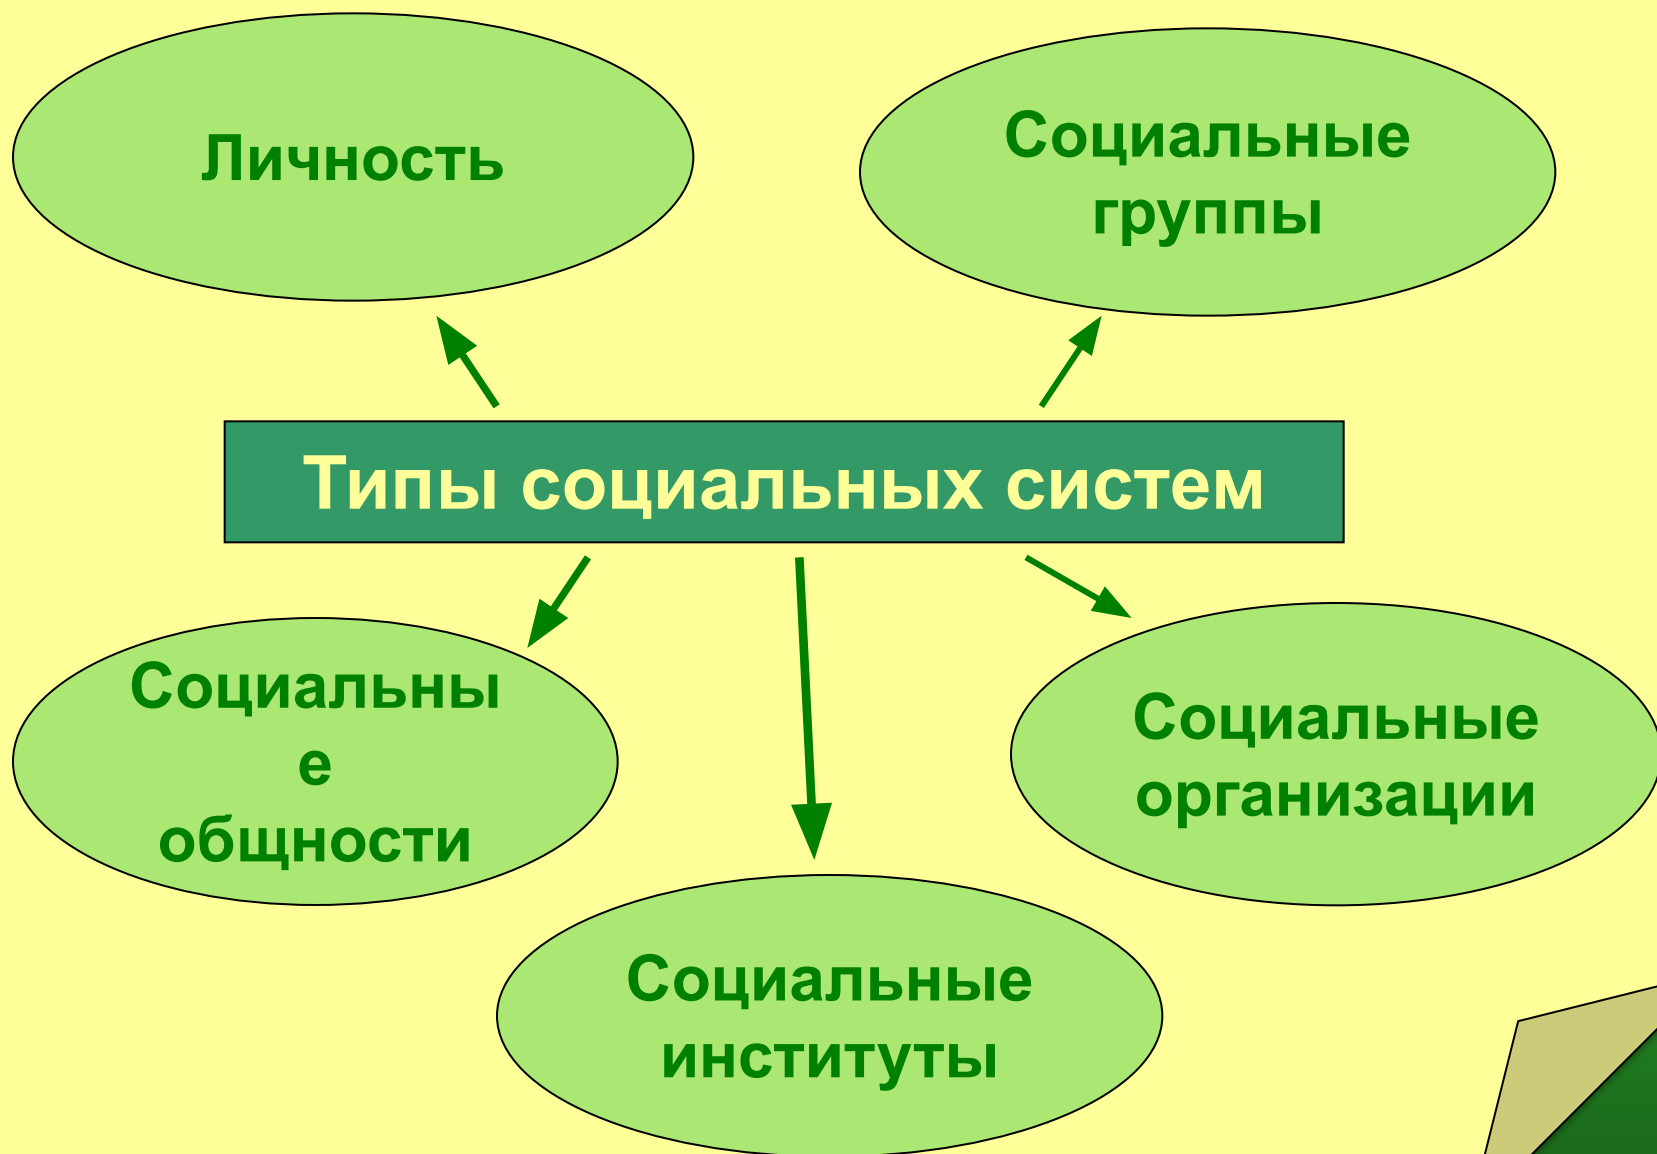 Личность
Социальные
группы
Типы социальных систем
Социальны
е
общности
Социальные
организации
Социальные
институты